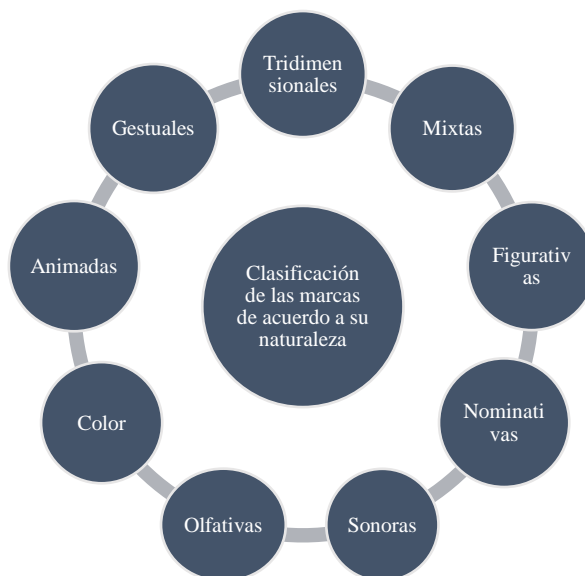 Tridimen
sionales
Mixtas
Figurativ
as
Nominati
vas
Sonoras
Olfativas
Color
Animadas
Gestuales
Clasificación
de las marcas
de acuerdo a su
naturaleza